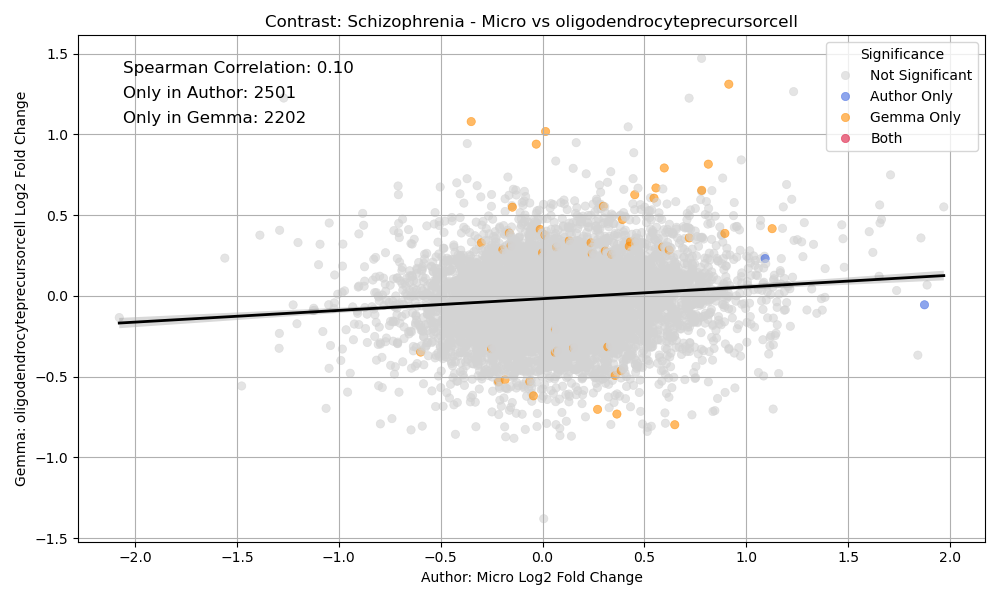 Contrast: Schizophrenia - Micro vs oligodendrocyteprecursorcell
Spearman Correlation: 0.10
Only in Author: 2501
Only in Gemma: 2202
Significance
Not Significant
Author Only
Gemma Only
Both
1.5
1.0
0.5
0.0
−0.5
−1.0
−1.5
Gemma: oligodendrocyteprecursorcell Log2 Fold Change
−2.0
−1.5
−1.0
−0.5
0.0
0.5
1.0
1.5
2.0
Author: Micro Log2 Fold Change